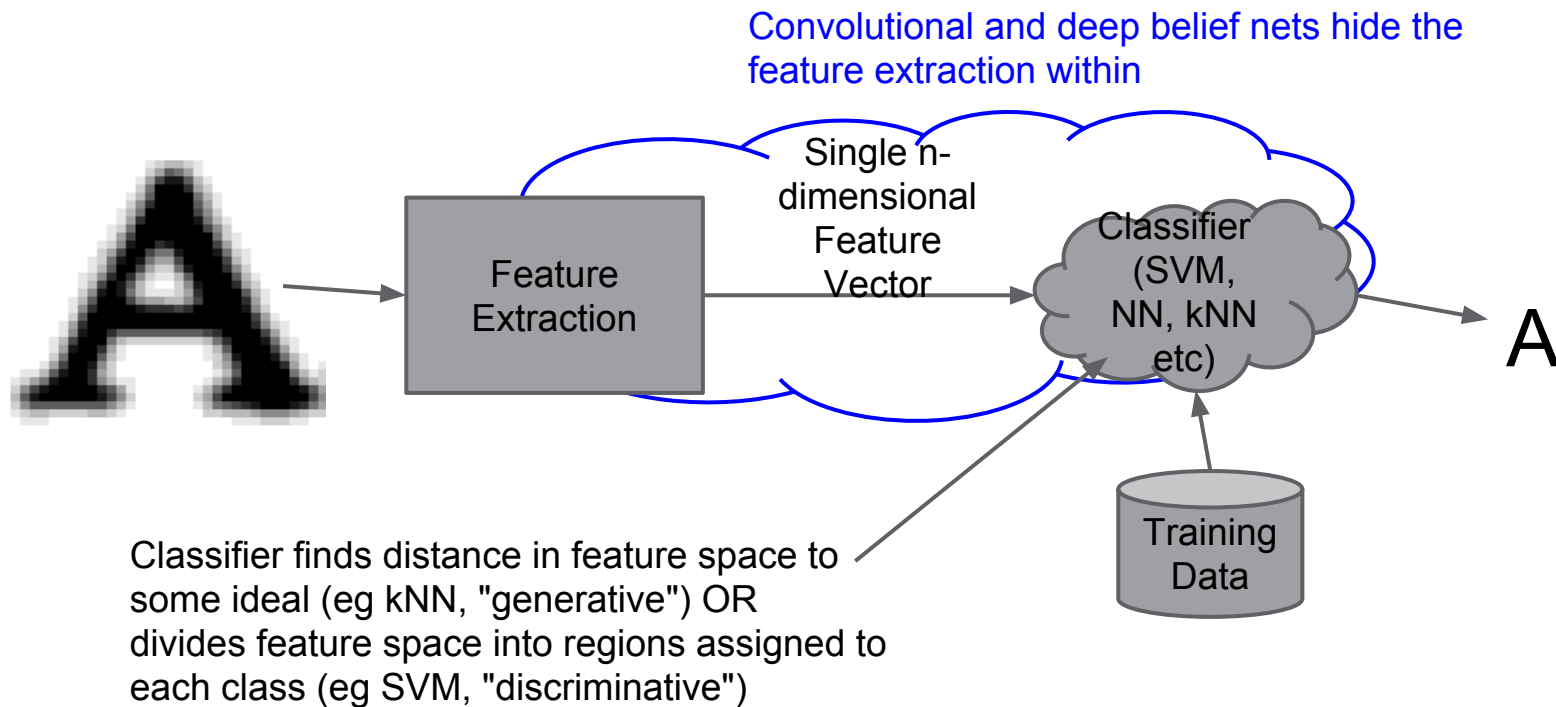 Convolutional and deep belief nets hide the
feature extraction within
A
Feature
Extraction
Single n-
dimensional
Feature
Vector
Classifier
(SVM,
NN, kNN
etc)
A
Training
Data
Classifier finds distance in feature space to
some ideal (eg kNN, "generative") OR
divides feature space into regions assigned to
each class (eg SVM, "discriminative")